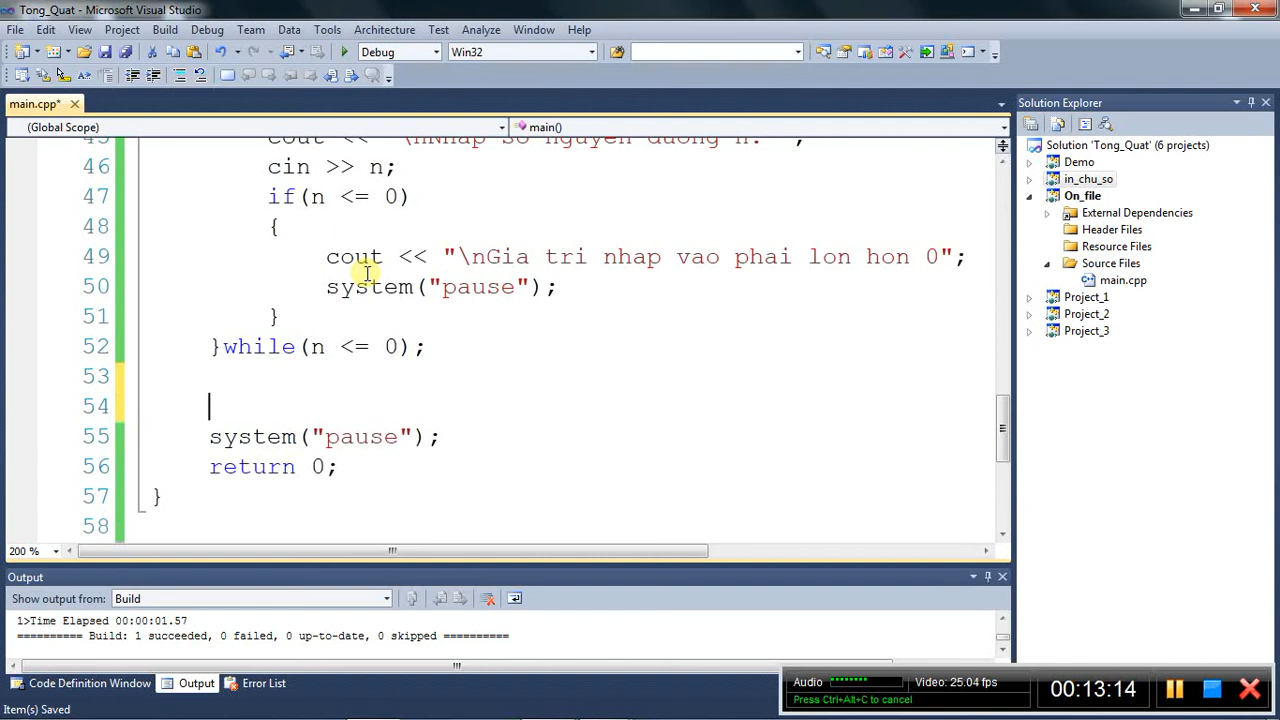 Tong_Quat - Microsoft Visual Studio
File Edit View Project Build Debug Team Data Tools Architecture Test Analyze Window Help
Debug Win32
main.cpp* Solution Explorer
(Global Scope) main()
Solution 'Tong_Quat' (6 projects)
Demo
in_chu_so
On_file
External Dependencies
Header Files
Resource Files
Source Files
main.cpp
Project_1
Project_2
Project_3
45 cout << "\nNhap so nguyen duong n: ";
46 cin >> n;
47 if(n <= 0)
48 {
49 cout << "\nGia tri nhap vao phai lon hon 0";
50 system("pause");
51 }
52 }while(n <= 0);
53
54
55 system("pause");
56 return 0;
57 }
58
200 %
Output
Show output from: Build
1>Time Elapsed 00:00:01.57
========== Build: 1 succeeded, 0 failed, 0 up-to-date, 0 skipped ==========
Code Definition Window Output Error List
Item(s) Saved
Audio Video: 25.04 fps
Press Ctrl+Alt+C to cancel
00:13:14